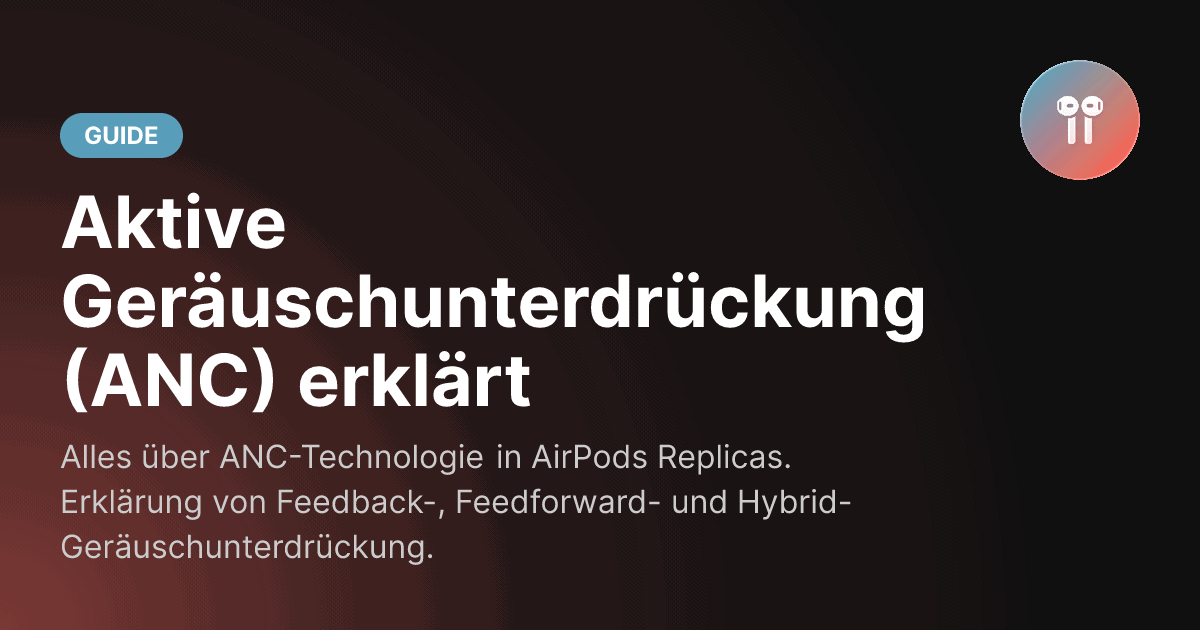 GUIDE
Aktive
Geräuschunterdrückung
(ANC) erklärt
Alles über ANC-Technologie in AirPods Replicas.
Erklärung von Feedback-, Feedforward- und Hybrid-
Geräuschunterdrückung.